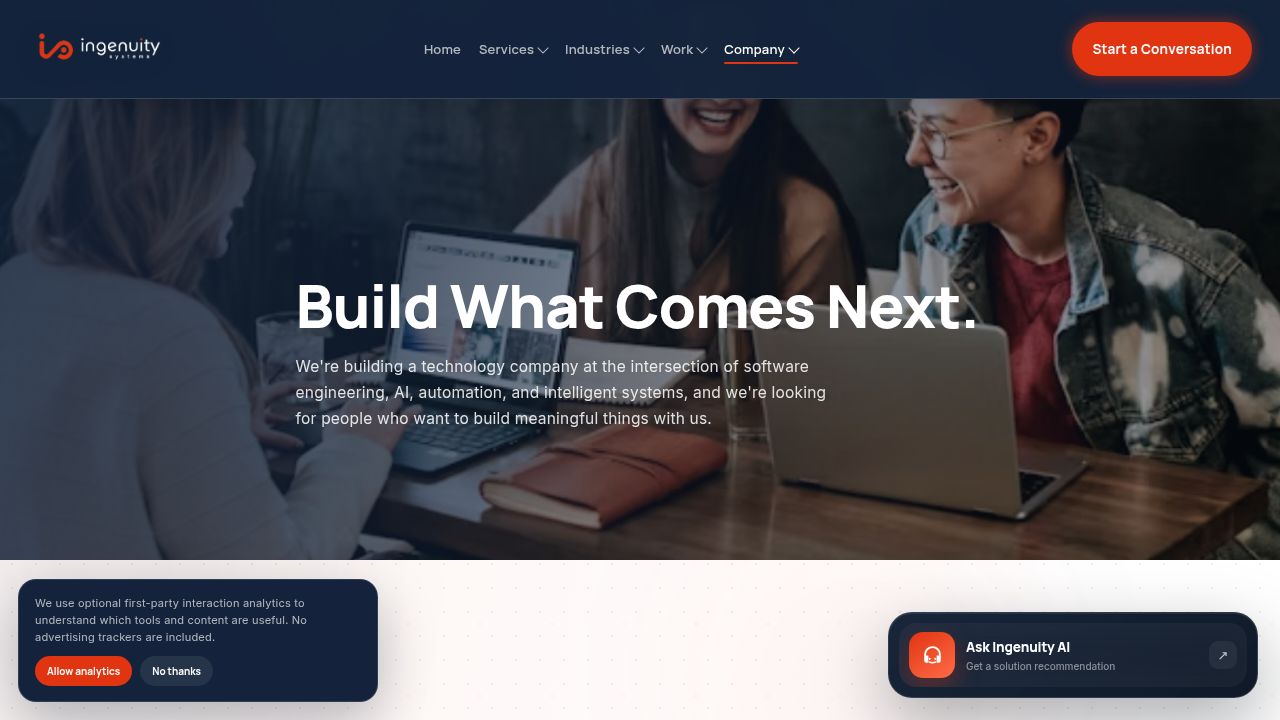 ingenuity
systems
Home
Services
Industries
Work
Company
Start a Conversation
Build What Comes Next.
We're building a technology company at the intersection of software
engineering, AI, automation, and intelligent systems, and we're looking
for people who want to build meaningful things with us.
We use optional first-party interaction analytics to
understand which tools and content are useful. No
advertising trackers are included.
Allow analytics
No thanks
Ask Ingenuity AI
Get a solution recommendation
↗